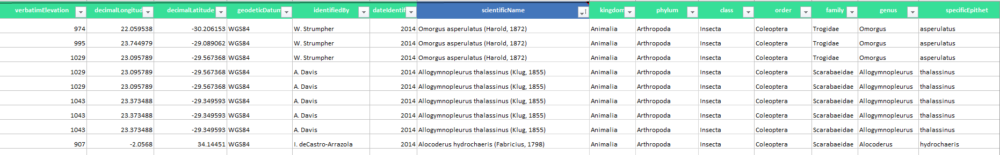 verbatimElevation decimalLongitud decimalLatitude geodeticDatum identifiedBy dateIdentif scientificName kingdom phylum class order family genus specificEpithet
974 22.059538 -30.206153 WGS84 W. Strumpher 2014 Omorgus asperulatus (Harold, 1872) Animalia Arthropoda Insecta Coleoptera Trogidae Omorgus asperulatus
995 23.744979 -29.089062 WGS84 W. Strumpher 2014 Omorgus asperulatus (Harold, 1872) Animalia Arthropoda Insecta Coleoptera Trogidae Omorgus asperulatus
1029 23.095789 -29.567368 WGS84 W. Strumpher 2014 Omorgus asperulatus (Harold, 1872) Animalia Arthropoda Insecta Coleoptera Trogidae Omorgus asperulatus
1029 23.095789 -29.567368 WGS84 A. Davis 2014 Allogymnopleurus thalassinus (Klug, 1855) Animalia Arthropoda Insecta Coleoptera Scarabaeidae Allogymnopleurus thalassinus
1029 23.095789 -29.567368 WGS84 A. Davis 2014 Allogymnopleurus thalassinus (Klug, 1855) Animalia Arthropoda Insecta Coleoptera Scarabaeidae Allogymnopleurus thalassinus
1043 23.373488 -29.349593 WGS84 A. Davis 2014 Allogymnopleurus thalassinus (Klug, 1855) Animalia Arthropoda Insecta Coleoptera Scarabaeidae Allogymnopleurus thalassinus
1043 23.373488 -29.349593 WGS84 A. Davis 2014 Allogymnopleurus thalassinus (Klug, 1855) Animalia Arthropoda Insecta Coleoptera Scarabaeidae Allogymnopleurus thalassinus
1043 23.373488 -29.349593 WGS84 A. Davis 2014 Allogymnopleurus thalassinus (Klug, 1855) Animalia Arthropoda Insecta Coleoptera Scarabaeidae Allogymnopleurus thalassinus
907 -2.0568 34.14451 WGS84 I. deCastro-Arrazola 2014 Alocoderus hydrochaeris (Fabricius, 1798) Animalia Arthropoda Insecta Coleoptera Scarabaeidae Alocoderus hydrochaeris